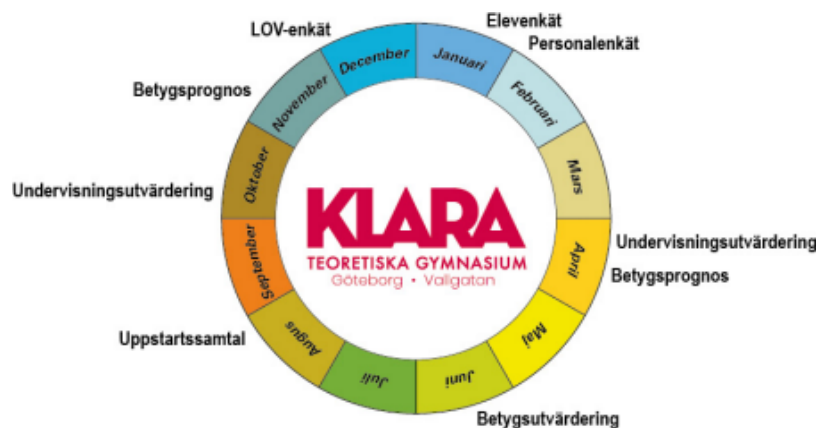 LOV-enkät
Elevenkät
Personalenkät
December
Januari
Betygsprognos
November
Februari
Oktober
Mars
Undervisningsutvärdering
KLARA
TEORETISKA GYMNASIUM
Göteborg • Vallgatan
September
April
Undervisningsutvärdering
Betygsprognos
Uppstartssamtal
Augus
Maj
Juli
Juni
Betygsutvärdering